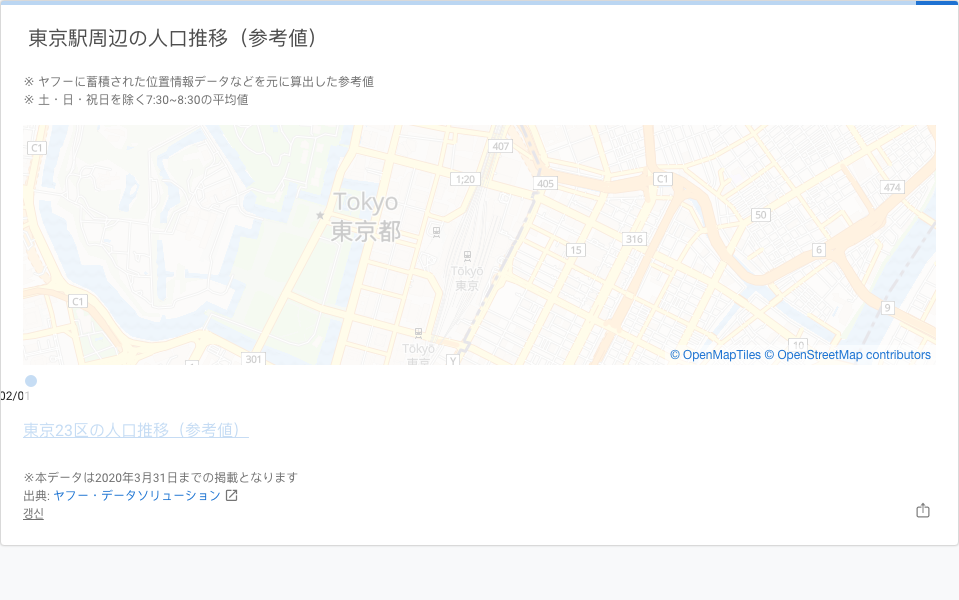 東京駅周辺の人口推移（参考値）
※ ヤフーに蓄積された位置情報データなどを元に算出した参考値
※ 土・日・祝日を除く7:30~8:30の平均値
C1
407
1;20
405
C1
474
Tokyo
東京都
50
316
15
6
Tōkyō
東京
C1
9
Tōkyō
東京
301
Y
10
© OpenMapTiles © OpenStreetMap contributors
02/01
東京23区の人口推移（参考値）
※本データは2020年3月31日までの掲載となります
出典: ヤフー・データソリューション
갱신